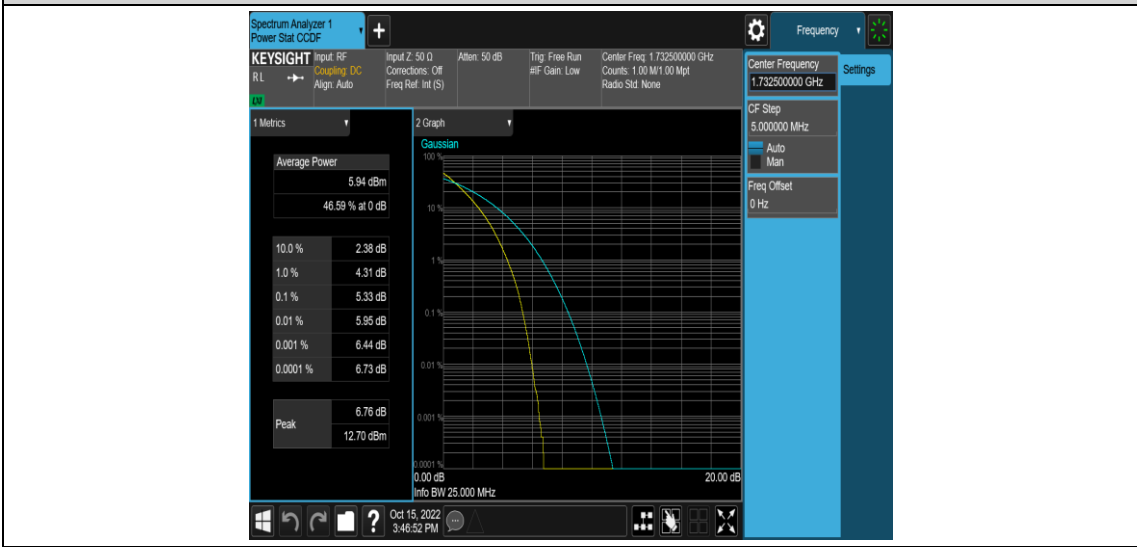 Spectrum Analyzer 1
Power Stat CCDF
+
Frequency
KEYSIGHT
RL
LXI
Input: RF
Coupling: DC
Align: Auto
Input Z: 50 Ω
Corrections: Off
Freq Ref: Int (S)
Atten: 50 dB
Trig: Free Run
#IF Gain: Low
Center Freq: 1.732500000 GHz
Counts: 1.00 M/1.00 Mpt
Radio Std: None
Center Frequency
1.732500000 GHz
Settings
CF Step
5.000000 MHz
Auto
Man
Freq Offset
0 Hz
1 Metrics
Average Power
5.94 dBm
46.59 % at 0 dB
10.0 % 2.38 dB
1.0 % 4.31 dB
0.1 % 5.33 dB
0.01 % 5.95 dB
0.001 % 6.44 dB
0.0001 % 6.73 dB
Peak
6.76 dB
12.70 dBm
2 Graph
Gaussian
100 %
10 %
1 %
0.1 %
0.01 %
0.001 %
0.0001 %
0.00 dB 20.00 dB
Info BW 25.000 MHz
?
Oct 15, 2022
3:46:52 PM